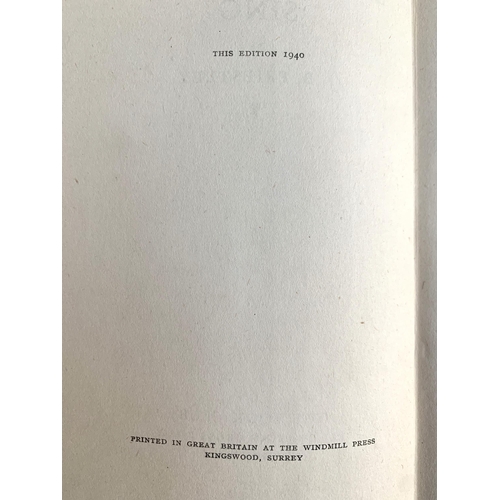 THIS EDITION 1940
PRINTED IN GREAT BRITAIN AT THE WINDMILL PRESS
KINGSWOOD, SURREY